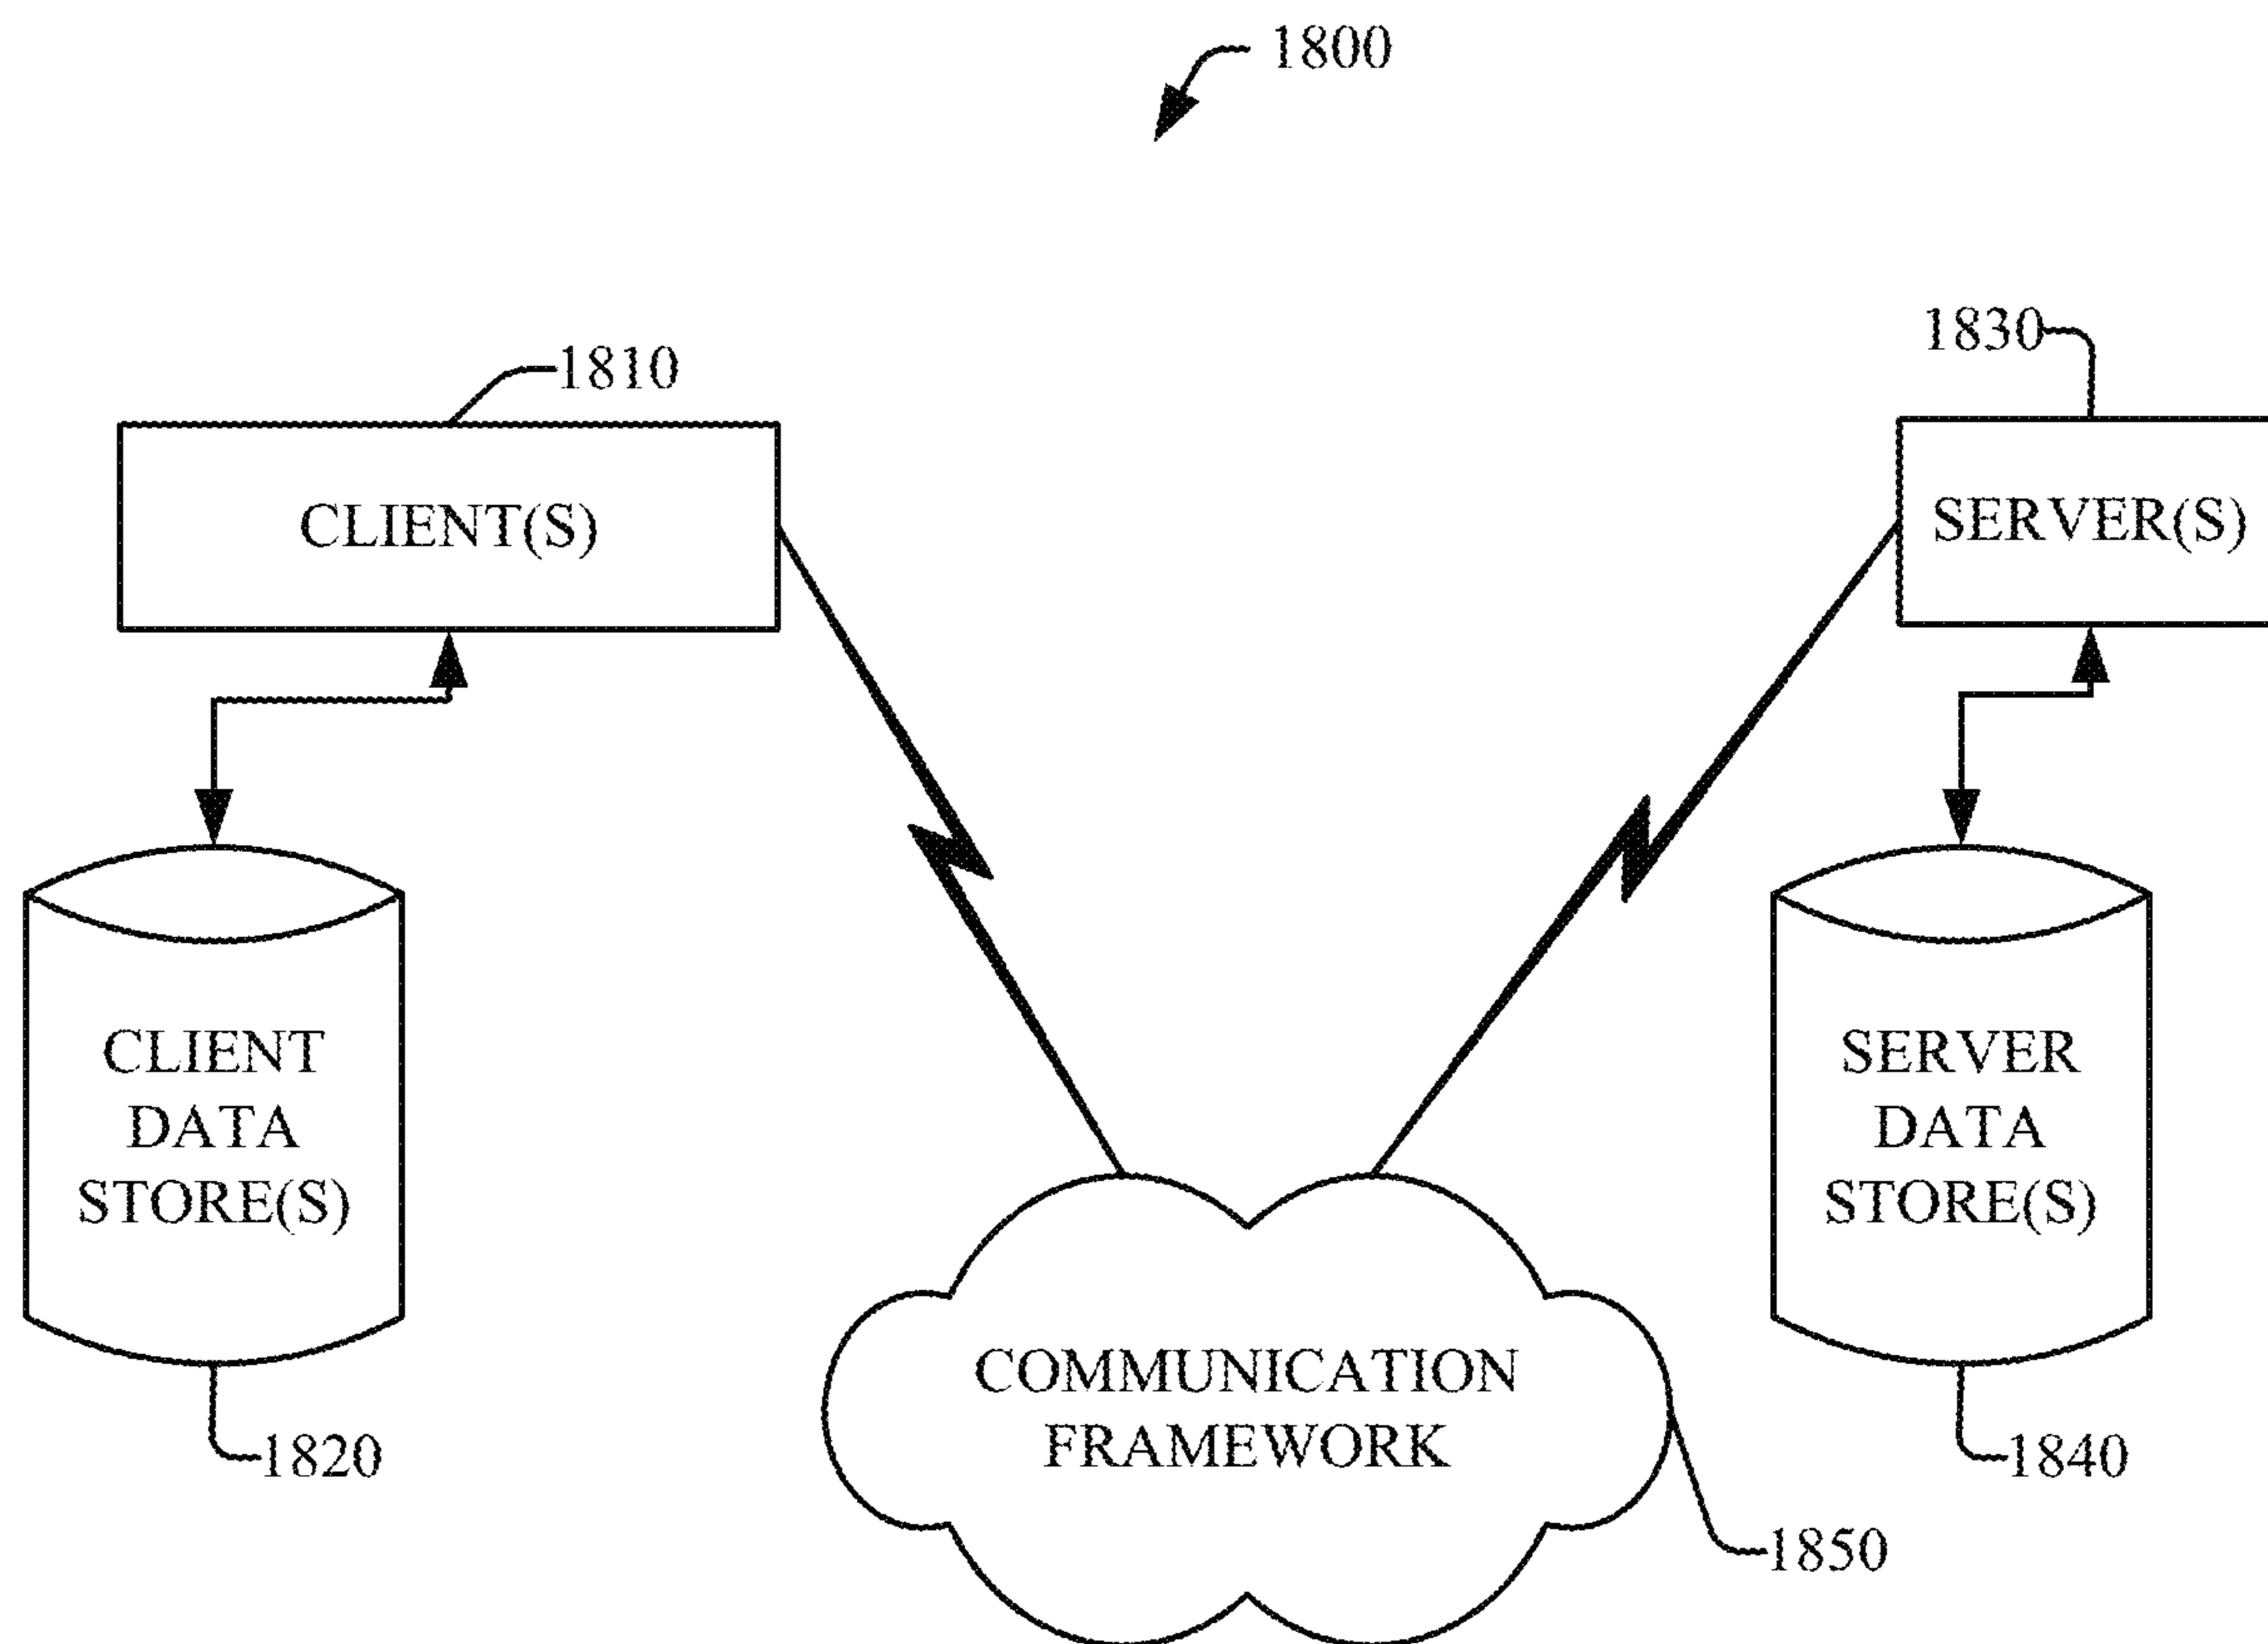 1800
1810
1830
CLIENT(S)
SERVER(S)
CLIENT
DATA
STORE(S)
SERVER
DATA
STORE(S)
COMMUNICATION
FRAMEWORK
1820
1840
1850